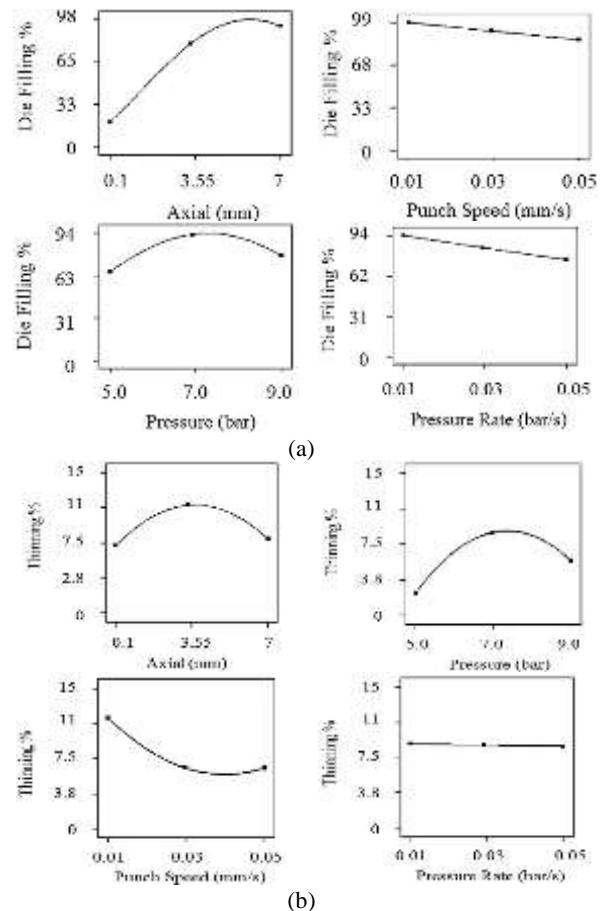 98
65
33
0
Die Filing %
0.1 3.55 7
Axial (mm)
99
68
33
0
Die Filling %
0.01 0.03 0.05
Punch Speed (mm/s)
94
63
31
0
Die Filling %
5.0 7.0 9.0
Pressure (bar)
94
62
31
0
Die Filling %
0.01 0.03 0.05
Pressure Rate (bar/s)
(a)
15
11
7.5
2.8
0
Thinning%
0.1 3.55 7
Axial (mm)
15
11
7.5
3.8
0
Thinning%
5.0 7.0 9.0
Pressure (bar)
15
11
7.5
3.8
0
Thinning%
0.01 0.03 0.05
Punch Speed (mm/s)
15
11
7.5
3.8
0
Thinning%
0.01 0.03 0.05
Pressure Rate (bar/s)
(b)